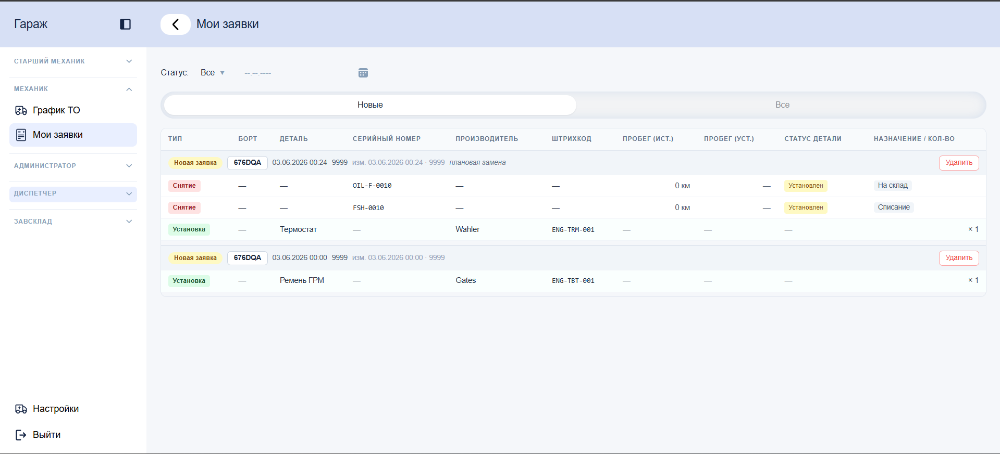 Гараж
Мои заявки
СТАРШИЙ МЕХАНИК
МЕХАНИК
График ТО
Мои заявки
АДМИНИСТРАТОР
ДИСПЕТЧЕР
ЗАВСКЛАД
Настройки
Выйти
Статус: Все --.--.----
Новые Все
ТИП БОРТ ДЕТАЛЬ СЕРИЙНЫЙ НОМЕР ПРОИЗВОДИТЕЛЬ ШТРИХКОД ПРОБЕГ (ИСТ.) ПРОБЕГ (УСТ.) СТАТУС ДЕТАЛИ НАЗНАЧЕНИЕ / КОЛ-ВО
Новая заявка 676DQA 03.06.2026 00:24 9999 изм. 03.06.2026 00:24 · 9999 плановая замена Удалить
Снятие — — OIL-F-0010 — — 0 км — Установлен На склад
Снятие — — FSH-0010 — — 0 км — Установлен Списание
Установка — Термостат — Wahler ENG-TRM-001 — — — × 1
Новая заявка 676DQA 03.06.2026 00:00 9999 изм. 03.06.2026 00:00 · 9999 Удалить
Установка — Ремень ГРМ — Gates ENG-TBT-001 — — — × 1